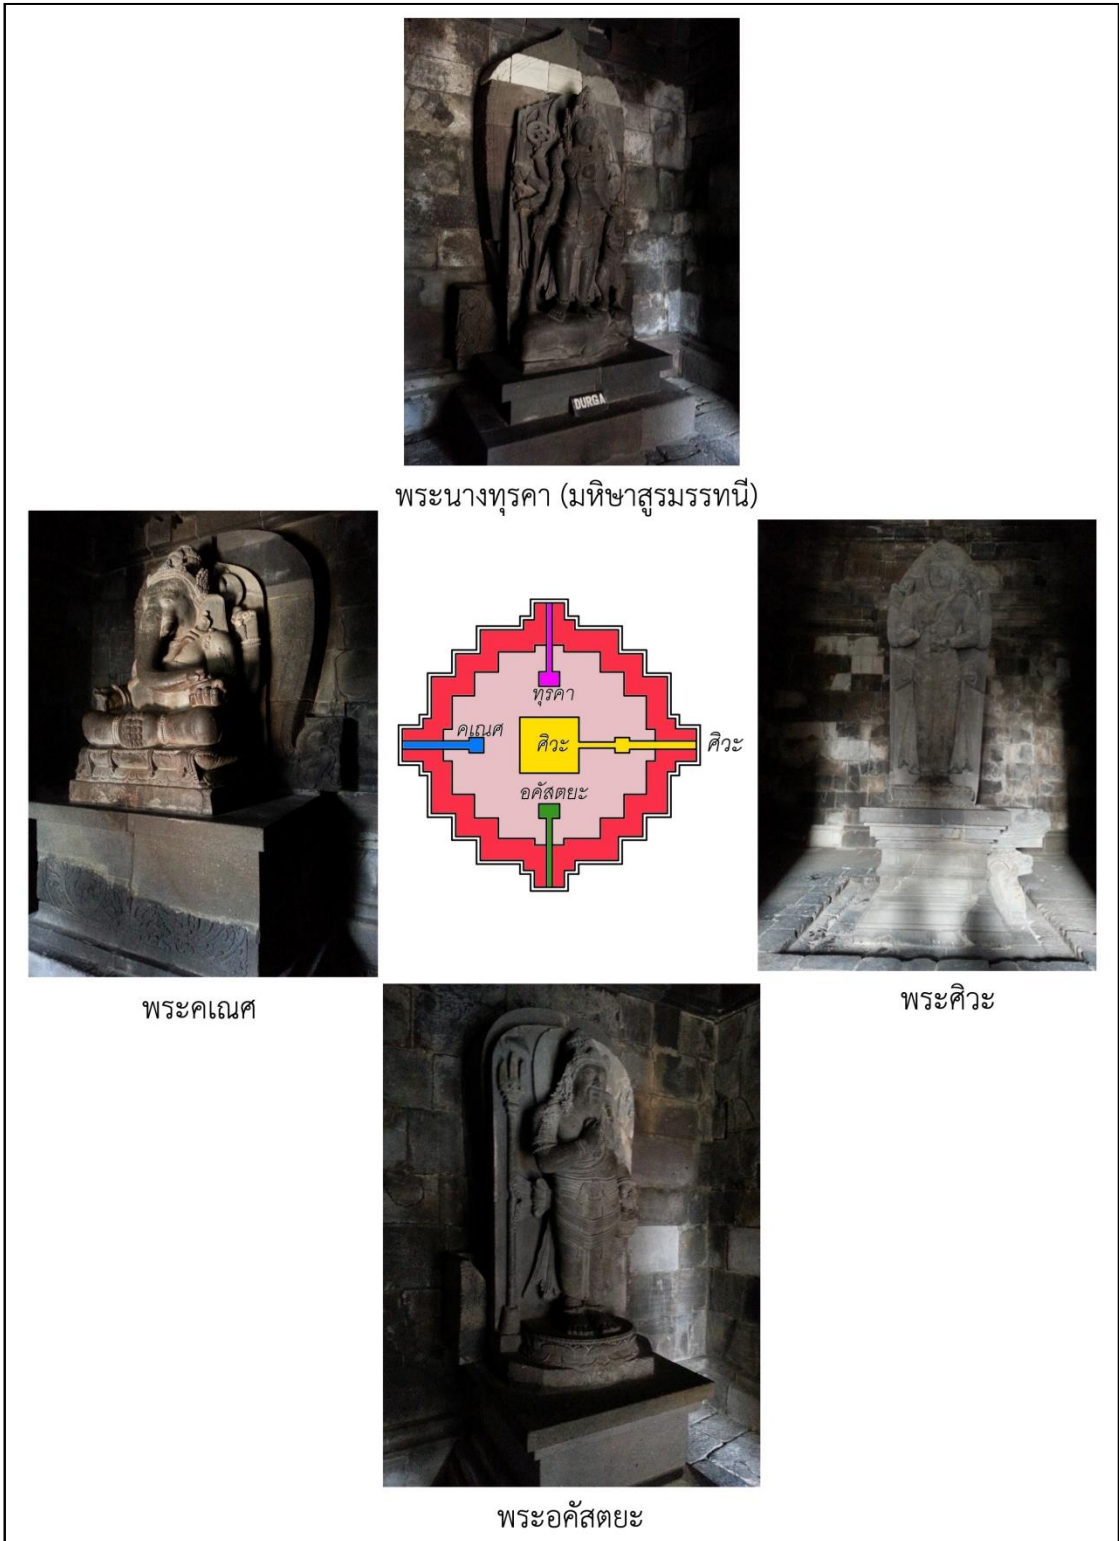 DURGA
พระนางทุรคา (มหิษาสูรมรรทนี)
ทุรคา
คเณศ
ศิวะ
ศิวะ
อคัสตยะ
พระคเณศ
พระศิวะ
พระอคัสตยะ